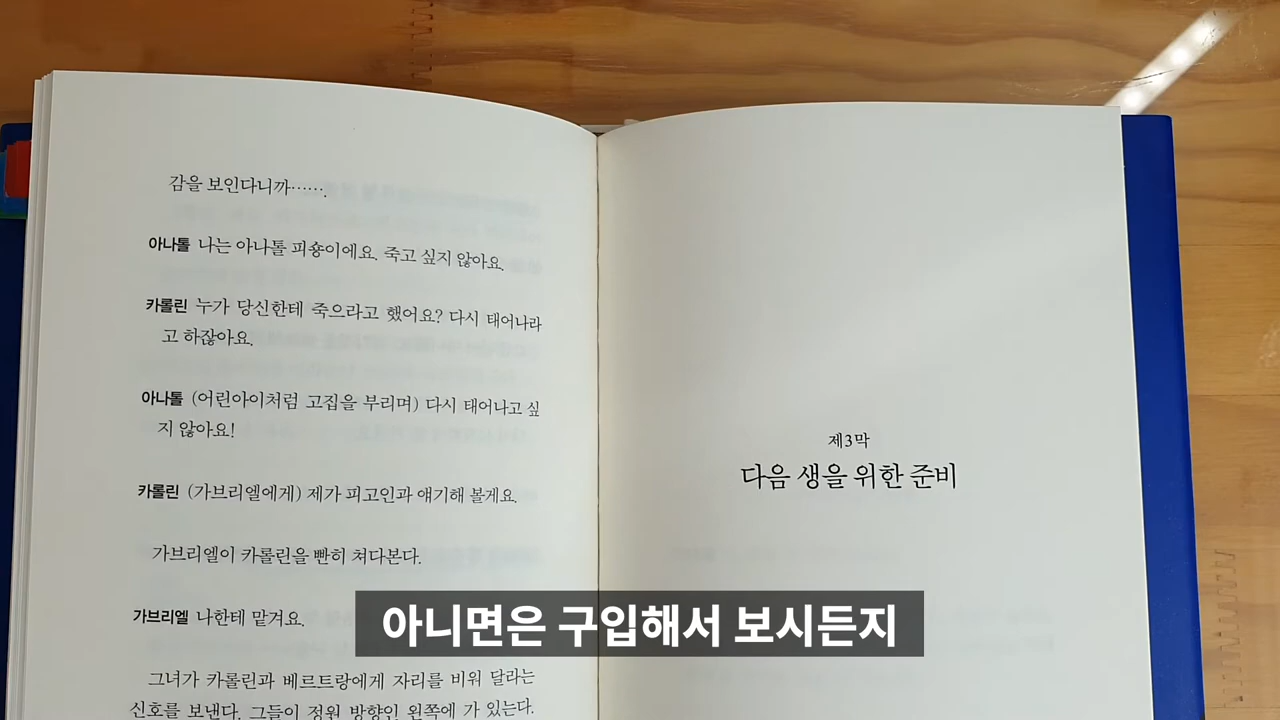 감을 보인다니까…….
아나톨 나는 아나톨 피숑이에요. 죽고 싶지 않아요.
카롤린 누가 당신한테 죽으라고 했어요? 다시 태어나라
고 하잖아요.
아나톨 (어린아이처럼 고집을 부리며) 다시 태어나고 싶
지 않아요!
카롤린 (가브리엘에게) 제가 피고인과 얘기해 볼게요.
가브리엘이 카롤린을 빤히 쳐다본다.
가브리엘 나한테 맡겨요.
그녀가 카롤린과 베르트랑에게 자리를 비워 달라는
신호를 보낸다. 그들이 정원 방향인 왼쪽에 가 있는다.
제3막
다음 생을 위한 준비
아니면은 구입해서 보시든지